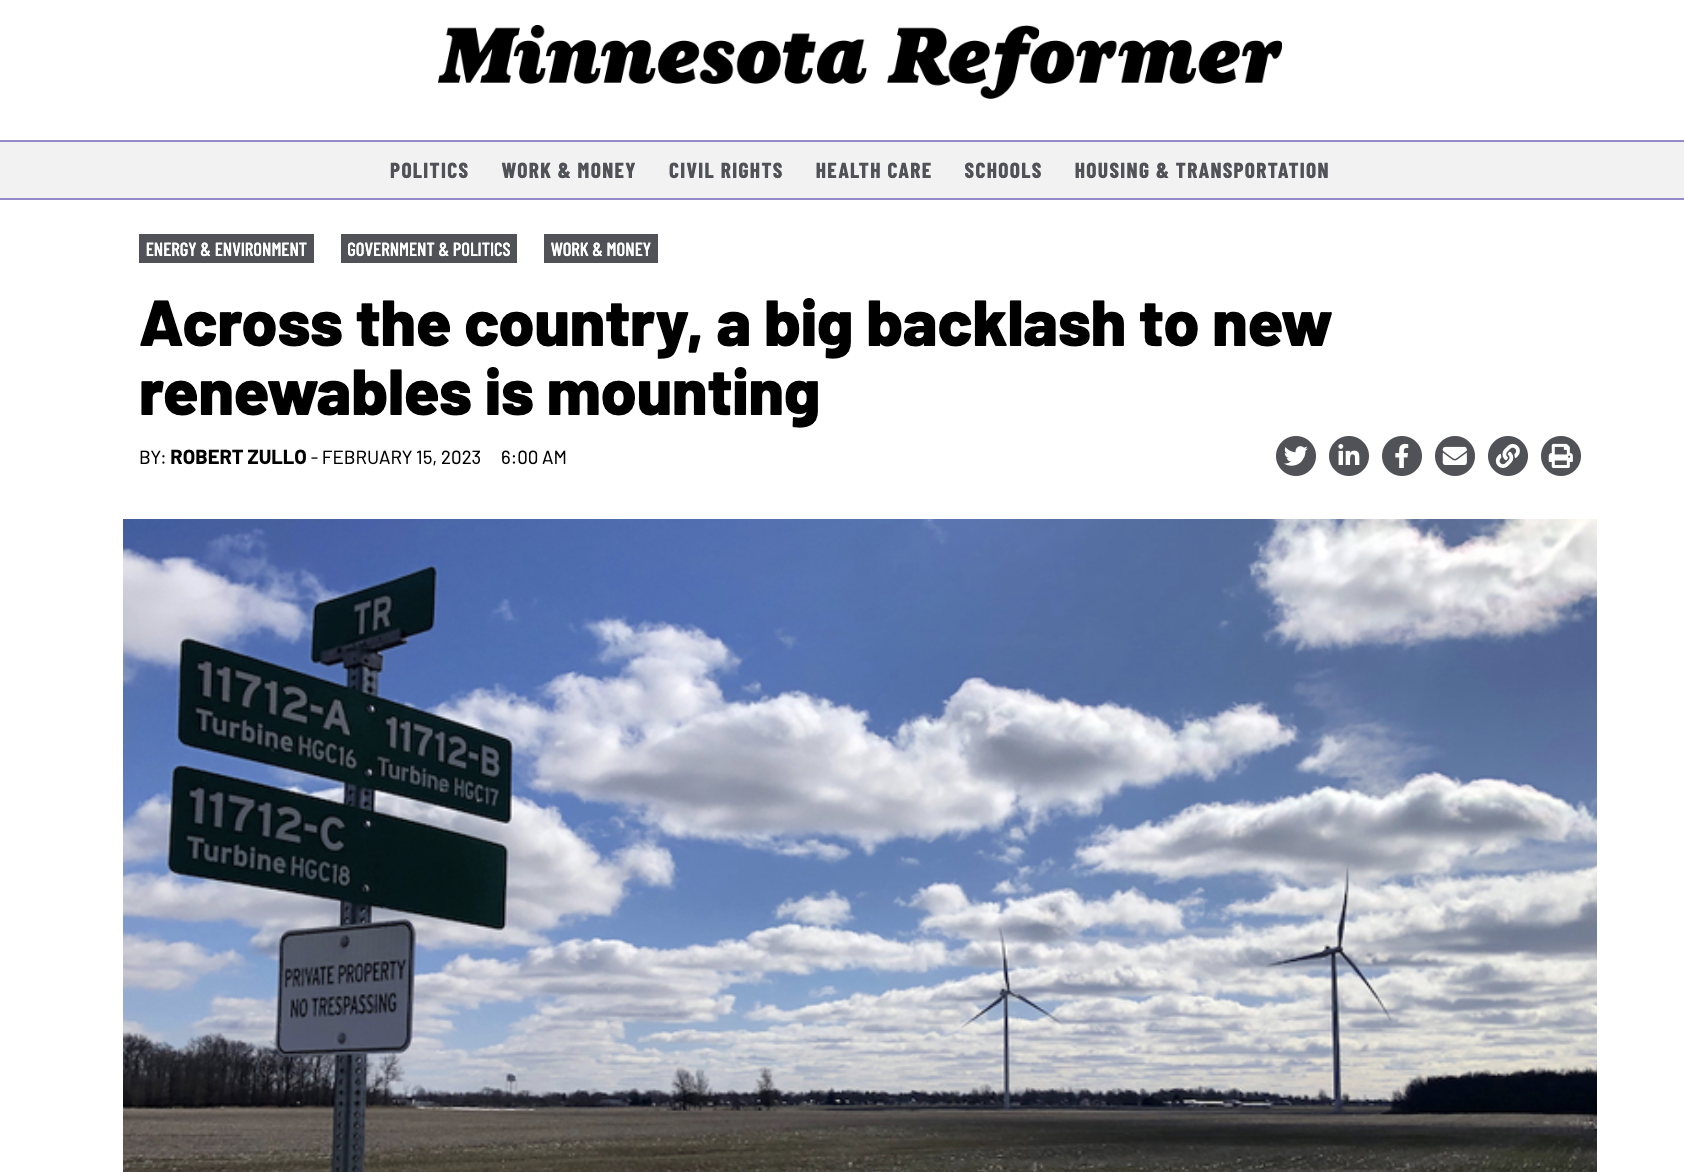 Minnesota Reformer
POLITICS WORK & MONEY CIVIL RIGHTS HEALTH CARE SCHOOLS HOUSING & TRANSPORTATION
ENERGY & ENVIRONMENT GOVERNMENT & POLITICS WORK & MONEY
Across the country, a big backlash to new
renewables is mounting
BY: ROBERT ZULLO - FEBRUARY 15, 2023 6:00 AM
TR
11712-A
Turbine HGC16
11712-B
Turbine HGC17
11712-C
Turbine HGC18
PRIVATE PROPERTY
NO TRESPASSING